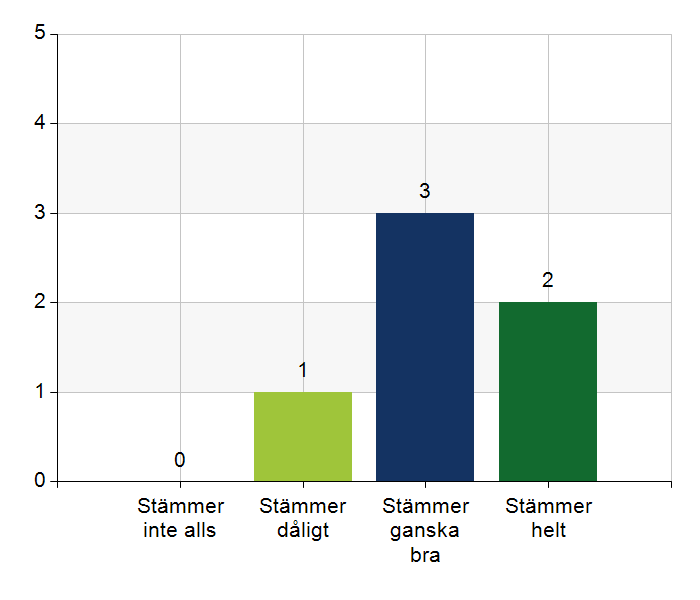 5
4
3
2
1
0
0
1
3
2
Stämmer
inte alls
Stämmer
dåligt
Stämmer
ganska
bra
Stämmer
helt